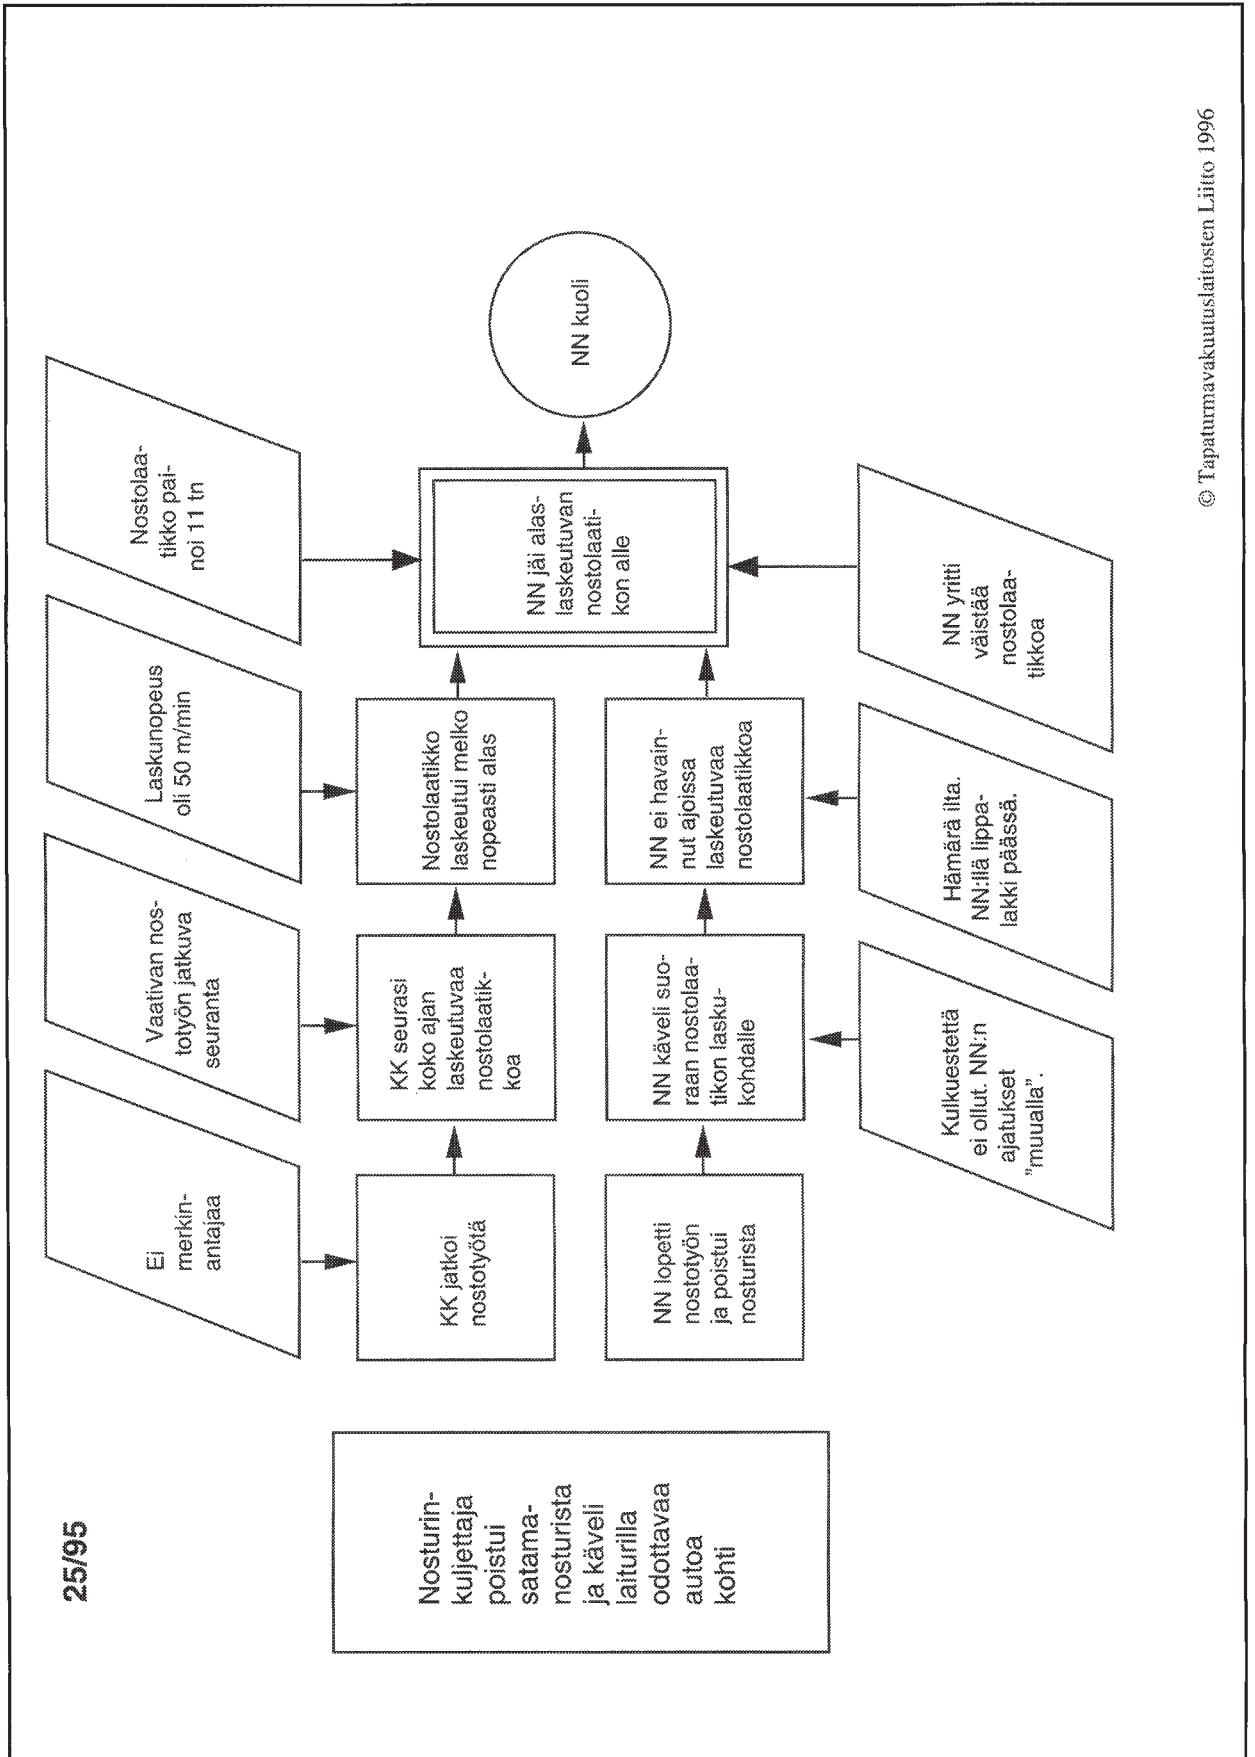 25/95
Nosturin-
kuljettaja
poistui
satama-
nosturista
ja käveli
laiturilla
odottavaa
autoa
kohti
Ei
merkin-
antajaa
Vaativan nos-
totyön jatkuva
seuranta
Laskunopeus
oli 50 m/min
Nostolaa-
tikko pai-
noi 11 tn
KK jatkoi
nostotyötä
KK seurasi
koko ajan
laskeutuvaa
nostolaatik-
koa
Nostolaatikko
laskeutui melko
nopeasti alas
NN jäi alas-
laskeutuvan
nostolaati-
kon alle
NN kuoli
NN lopetti
nostotyön
ja poistui
nosturista
NN käveli suo-
raan nostolaa-
tikon lasku-
kohdalle
NN ei havain-
nut ajoissa
laskeutuvaa
nostolaatikkoa
Kulkuestettä
ei ollut. NN:n
ajatukset
"muualla".
Hämärä ilta.
NN:llä lippa-
lakki päässä.
NN yritti
väistää
nostolaa-
tikkoa
© Tapaturmavakuutuslaitosten Liitto 1996